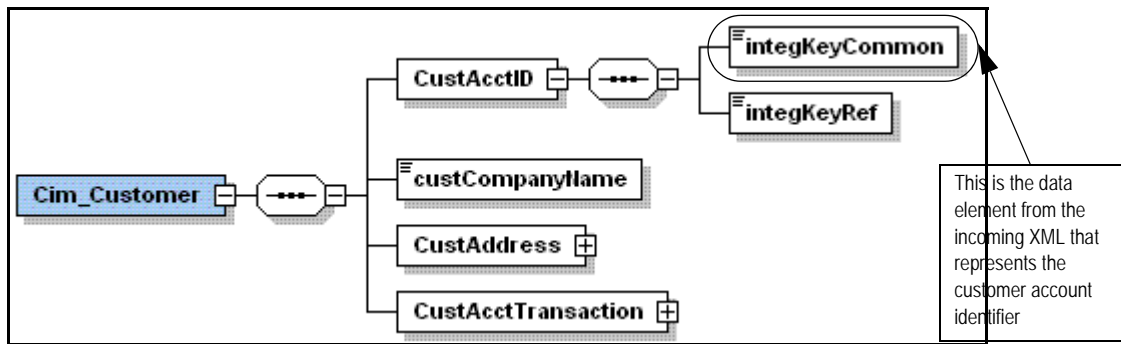 integKeyCommon
CustAcctID
integKeyRef
custCompanyName
Cim_Customer
CustAddress
CustAcctTransaction
This is the data
element from the
incoming XML that
represents the
customer account
identifier